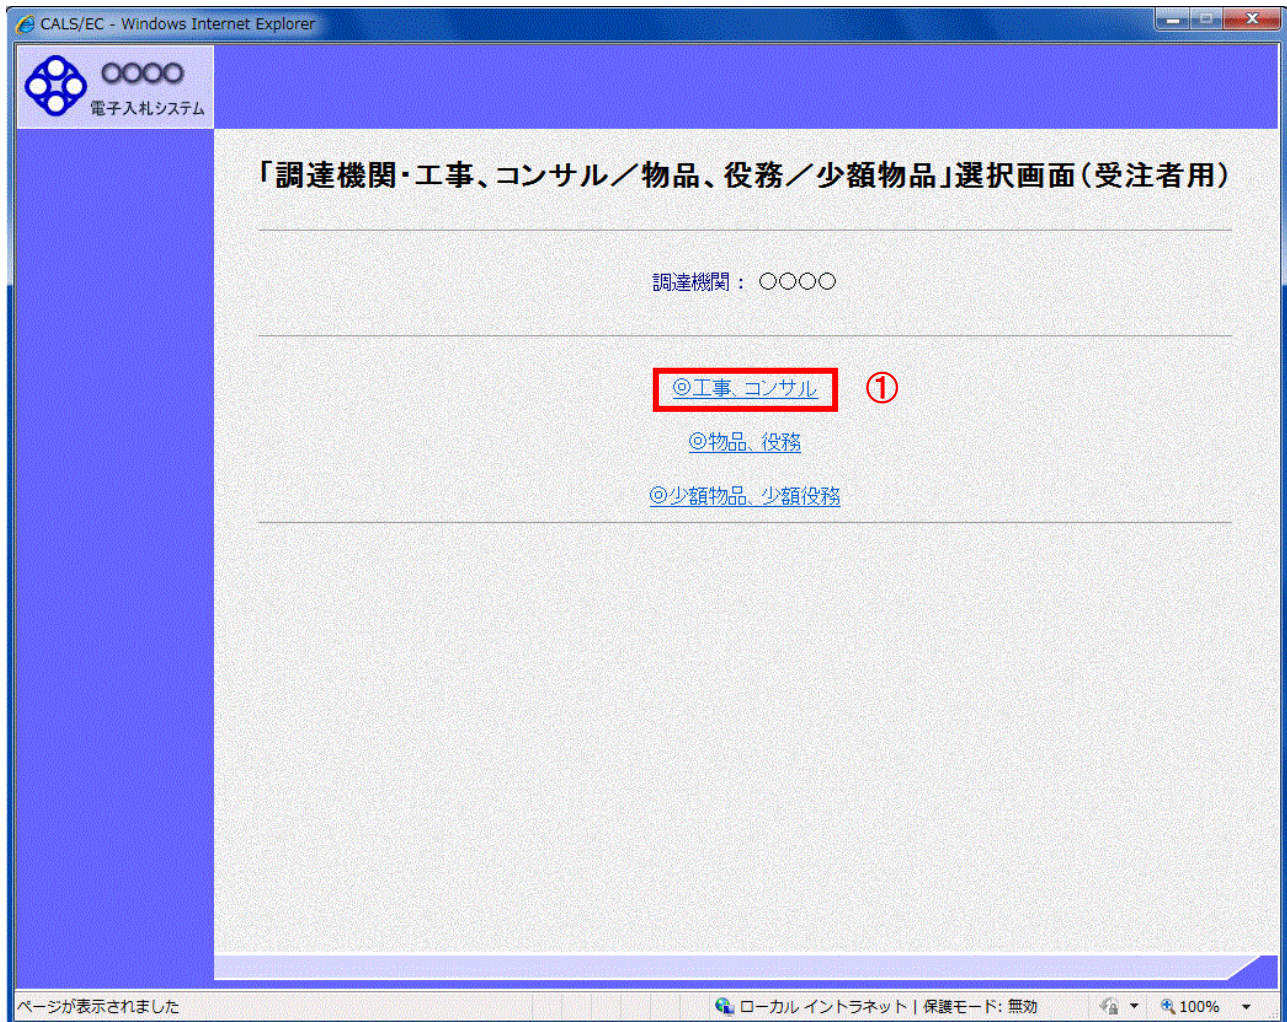 CALS/EC - Windows Internet Explorer
○○○○
電子入札システム
「調達機関・工事、コンサル／物品、役務／少額物品」選択画面（受注者用）
調達機関： ○○○○
◎工事、コンサル ①
◎物品、役務
◎少額物品、少額役務
ページが表示されました ローカル イントラネット | 保護モード: 無効 100%